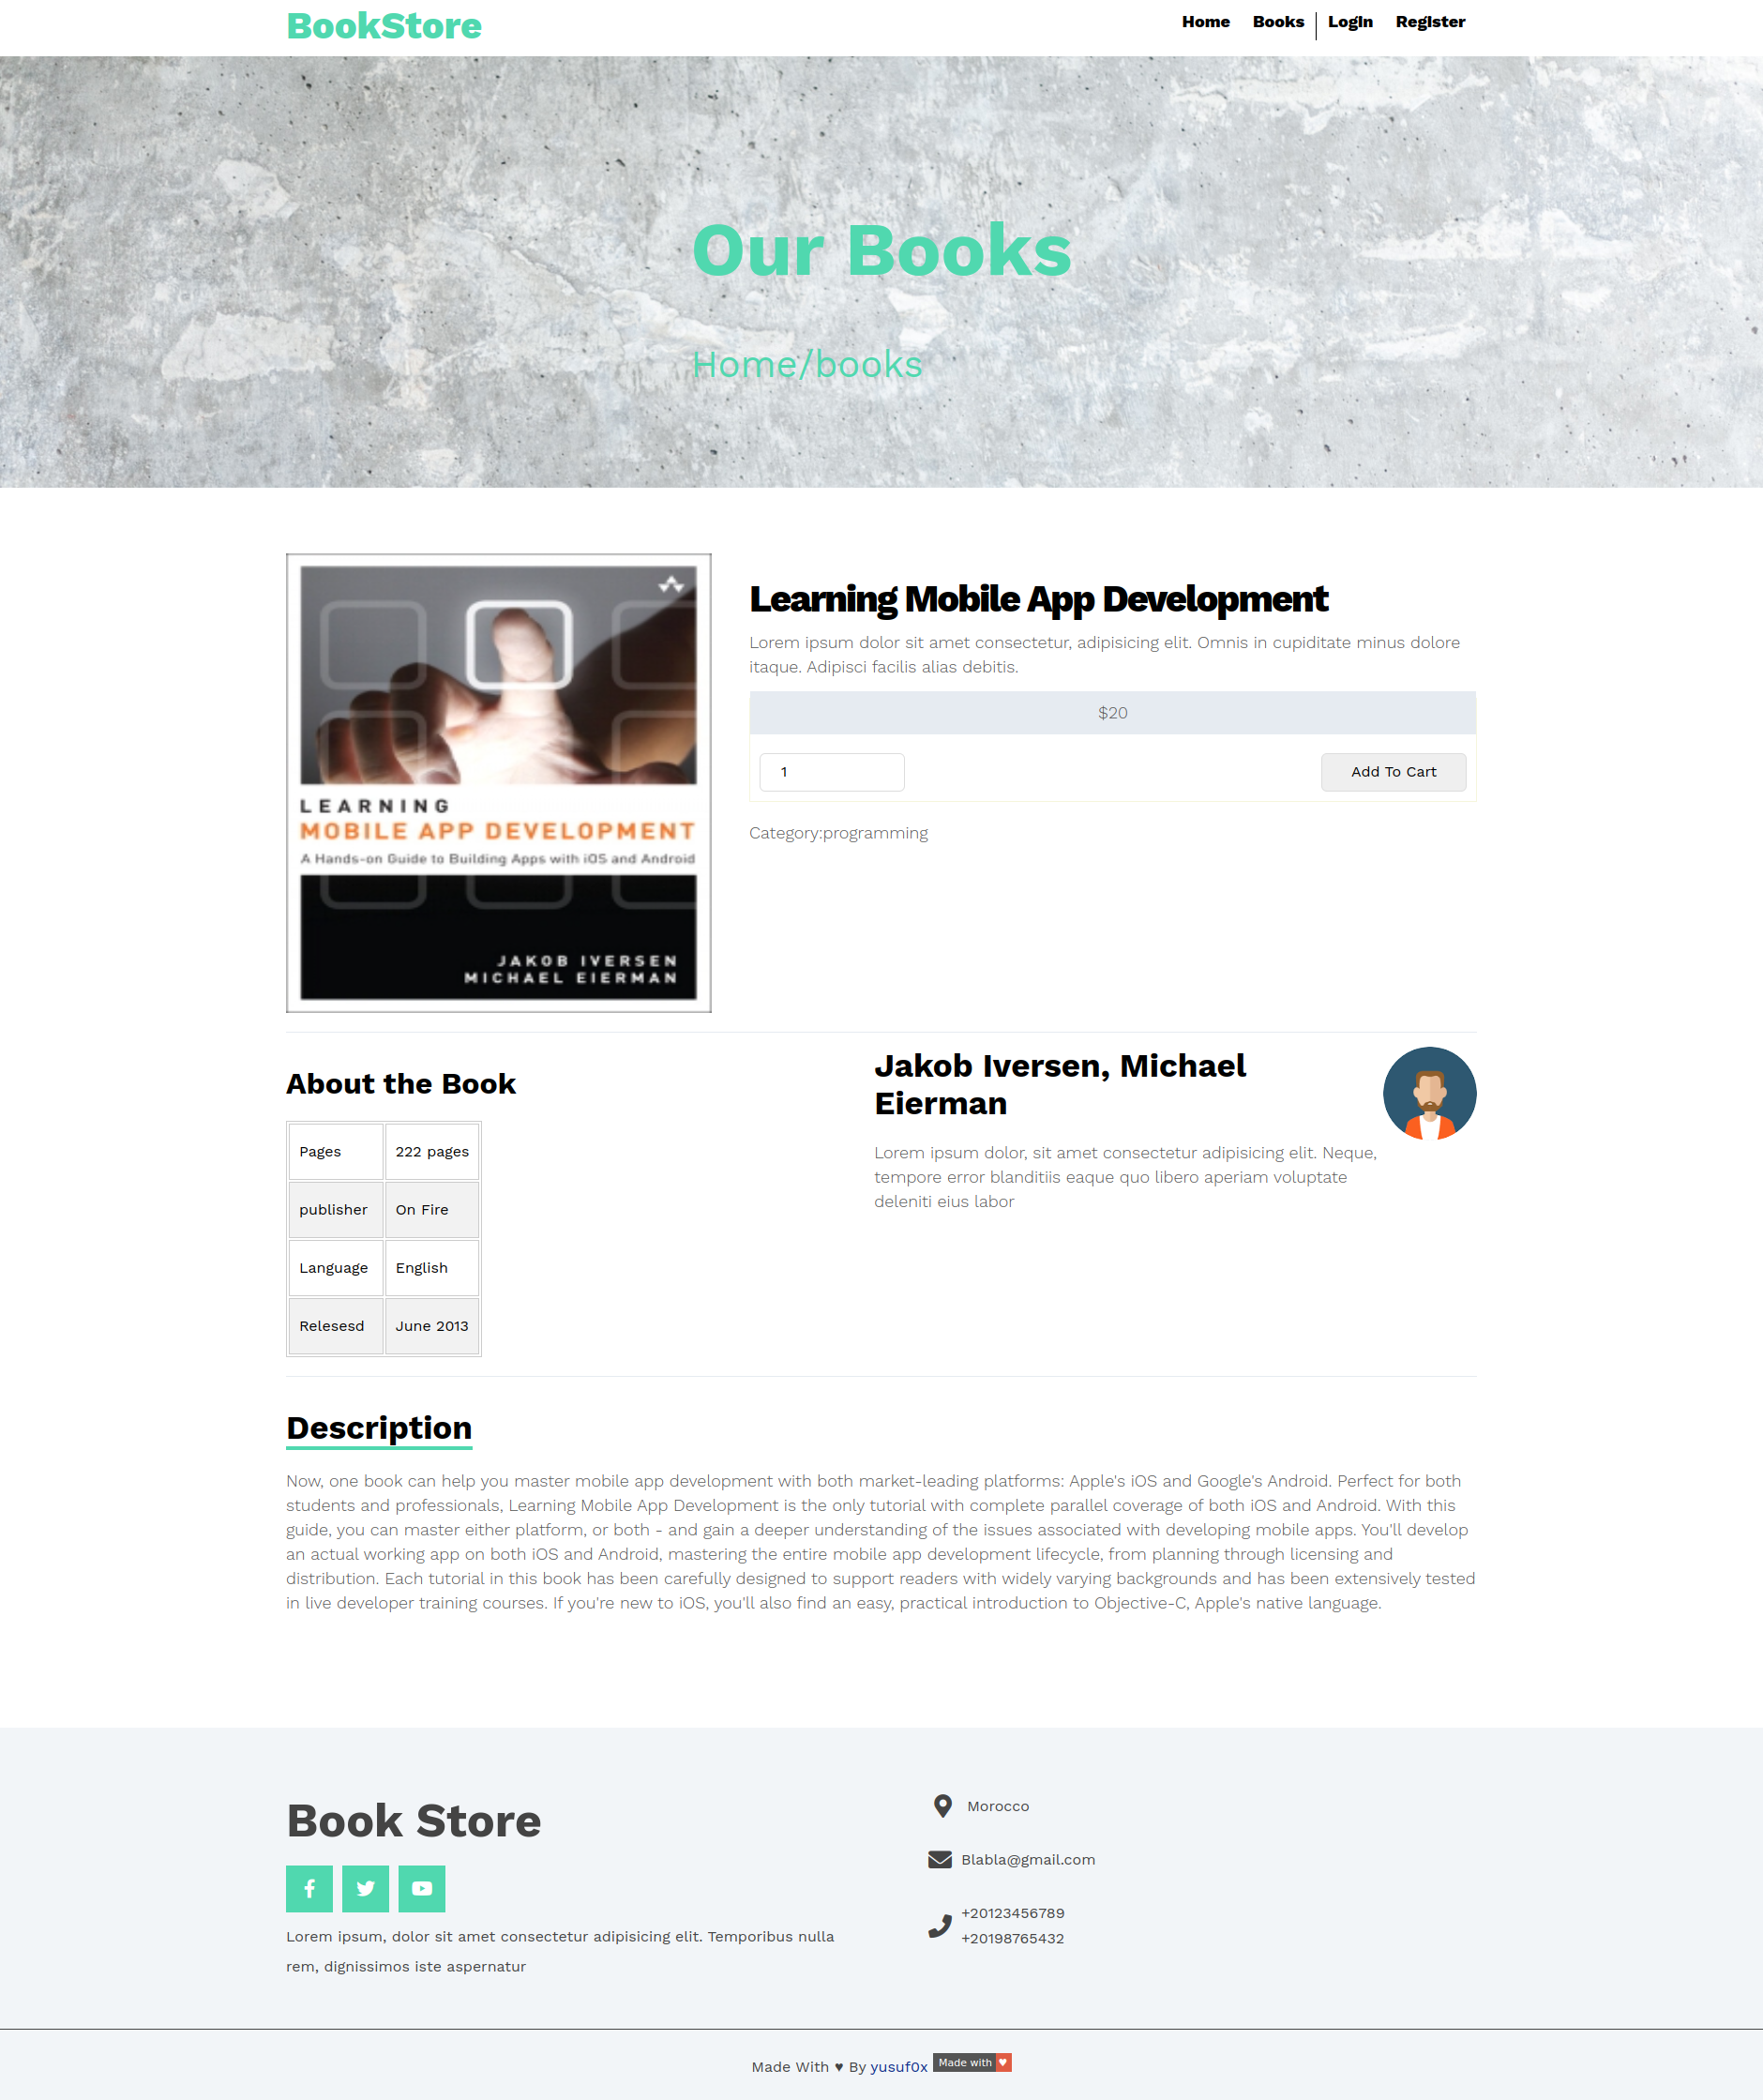 BookStore
Home Books Login Register
Our Books
Home/books
LEARNING
MOBILE APP DEVELOPMENT
A Hands-on Guide to Building Apps with iOS and Android
JAKOB IVERSEN
MICHAEL EIERMAN
Learning Mobile App Development
Lorem ipsum dolor sit amet consectetur, adipisicing elit. Omnis in cupiditate minus dolore
itaque. Adipisci facilis alias debitis.
$20
1 Add To Cart
Category:programming
About the Book
Pages 222 pages
publisher On Fire
Language English
Relesesd June 2013
Jakob Iversen, Michael
Eierman
Lorem ipsum dolor, sit amet consectetur adipisicing elit. Neque,
tempore error blanditiis eaque quo libero aperiam voluptate
deleniti eius labor
Description
Now, one book can help you master mobile app development with both market-leading platforms: Apple's iOS and Google's Android. Perfect for both
students and professionals, Learning Mobile App Development is the only tutorial with complete parallel coverage of both iOS and Android. With this
guide, you can master either platform, or both - and gain a deeper understanding of the issues associated with developing mobile apps. You'll develop
an actual working app on both iOS and Android, mastering the entire mobile app development lifecycle, from planning through licensing and
distribution. Each tutorial in this book has been carefully designed to support readers with widely varying backgrounds and has been extensively tested
in live developer training courses. If you're new to iOS, you'll also find an easy, practical introduction to Objective-C, Apple's native language.
Book Store
Lorem ipsum, dolor sit amet consectetur adipisicing elit. Temporibus nulla
rem, dignissimos iste aspernatur
Morocco
Blabla@gmail.com
+20123456789
+20198765432
Made With ♥ By yusuf0x Made with ♥